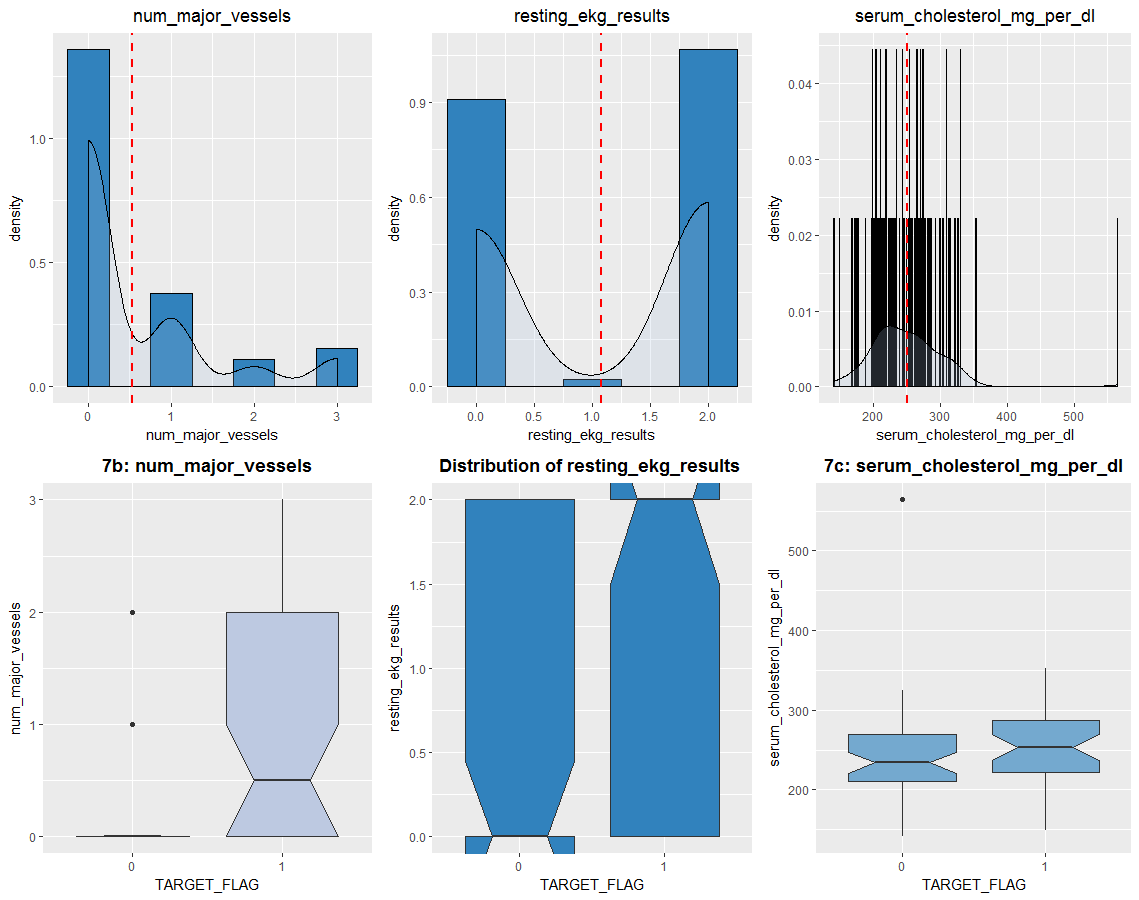 num_major_vessels
density
1.0
0.5
0.0
0 1 2 3
num_major_vessels
resting_ekg_results
density
0.9
0.6
0.3
0.0
0.0 0.5 1.0 1.5 2.0
resting_ekg_results
serum_cholesterol_mg_per_dl
density
0.04
0.03
0.02
0.01
0.00
200 300 400 500
serum_cholesterol_mg_per_dl
7b: num_major_vessels
num_major_vessels
3
2
1
0
0 1
TARGET_FLAG
Distribution of resting_ekg_results
resting_ekg_results
2.0
1.5
1.0
0.5
0.0
0 1
TARGET_FLAG
7c: serum_cholesterol_mg_per_dl
serum_cholesterol_mg_per_dl
500
400
300
200
0 1
TARGET_FLAG